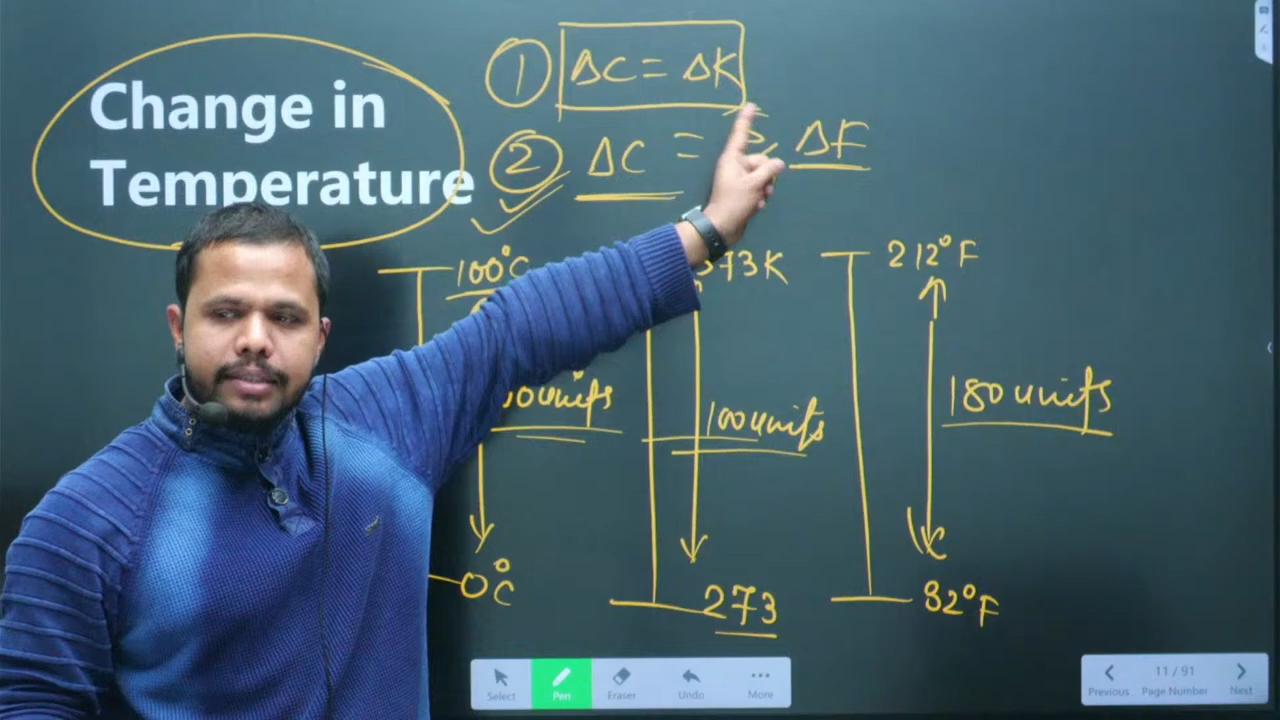 Change in
Temperature
① ΔC = ΔK
② ΔC = ΔF
100°C
373K
212°F
units
100 units
180 units
0°C
273
32°F
Select
Pen
Eraser
Undo
More
Previous
11 / 91
Page Number
Next